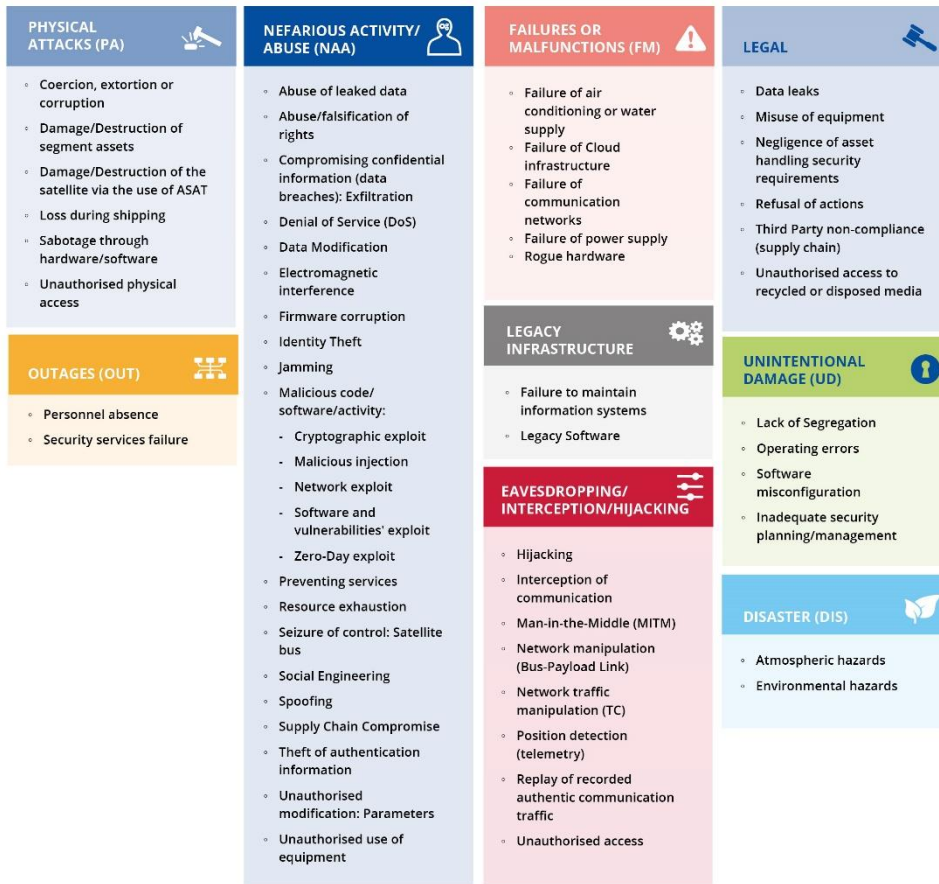 PHYSICAL
ATTACKS (PA)
◦ Coercion, extortion or
corruption
◦ Damage/Destruction of
segment assets
◦ Damage/Destruction of the
satellite via the use of ASAT
◦ Loss during shipping
◦ Sabotage through
hardware/software
◦ Unauthorised physical
access
OUTAGES (OUT)
◦ Personnel absence
◦ Security services failure
NEFARIOUS ACTIVITY/
ABUSE (NAA)
◦ Abuse of leaked data
◦ Abuse/falsification of
rights
◦ Compromising confidential
information (data
breaches): Exfiltration
◦ Denial of Service (DoS)
◦ Data Modification
◦ Electromagnetic
interference
◦ Firmware corruption
◦ Identity Theft
◦ Jamming
◦ Malicious code/
software/activity:
- Cryptographic exploit
- Malicious injection
- Network exploit
- Software and
vulnerabilities' exploit
- Zero-Day exploit
◦ Preventing services
◦ Resource exhaustion
◦ Seizure of control: Satellite
bus
◦ Social Engineering
◦ Spoofing
◦ Supply Chain Compromise
◦ Theft of authentication
information
◦ Unauthorised
modification: Parameters
◦ Unauthorised use of
equipment
FAILURES OR
MALFUNCTIONS (FM)
◦ Failure of air
conditioning or water
supply
◦ Failure of Cloud
infrastructure
◦ Failure of
communication
networks
◦ Failure of power supply
◦ Rogue hardware
LEGACY
INFRASTRUCTURE
◦ Failure to maintain
information systems
◦ Legacy Software
EAVESDROPPING/
INTERCEPTION/HIJACKING
◦ Hijacking
◦ Interception of
communication
◦ Man-in-the-Middle (MITM)
◦ Network manipulation
(Bus-Payload Link)
◦ Network traffic
manipulation (TC)
◦ Position detection
(telemetry)
◦ Replay of recorded
authentic communication
traffic
◦ Unauthorised access
LEGAL
◦ Data leaks
◦ Misuse of equipment
◦ Negligence of asset
handling security
requirements
◦ Refusal of actions
◦ Third Party non-compliance
(supply chain)
◦ Unauthorised access to
recycled or disposed media
UNINTENTIONAL
DAMAGE (UD)
◦ Lack of Segregation
◦ Operating errors
◦ Software
misconfiguration
◦ Inadequate security
planning/management
DISASTER (DIS)
◦ Atmospheric hazards
◦ Environmental hazards